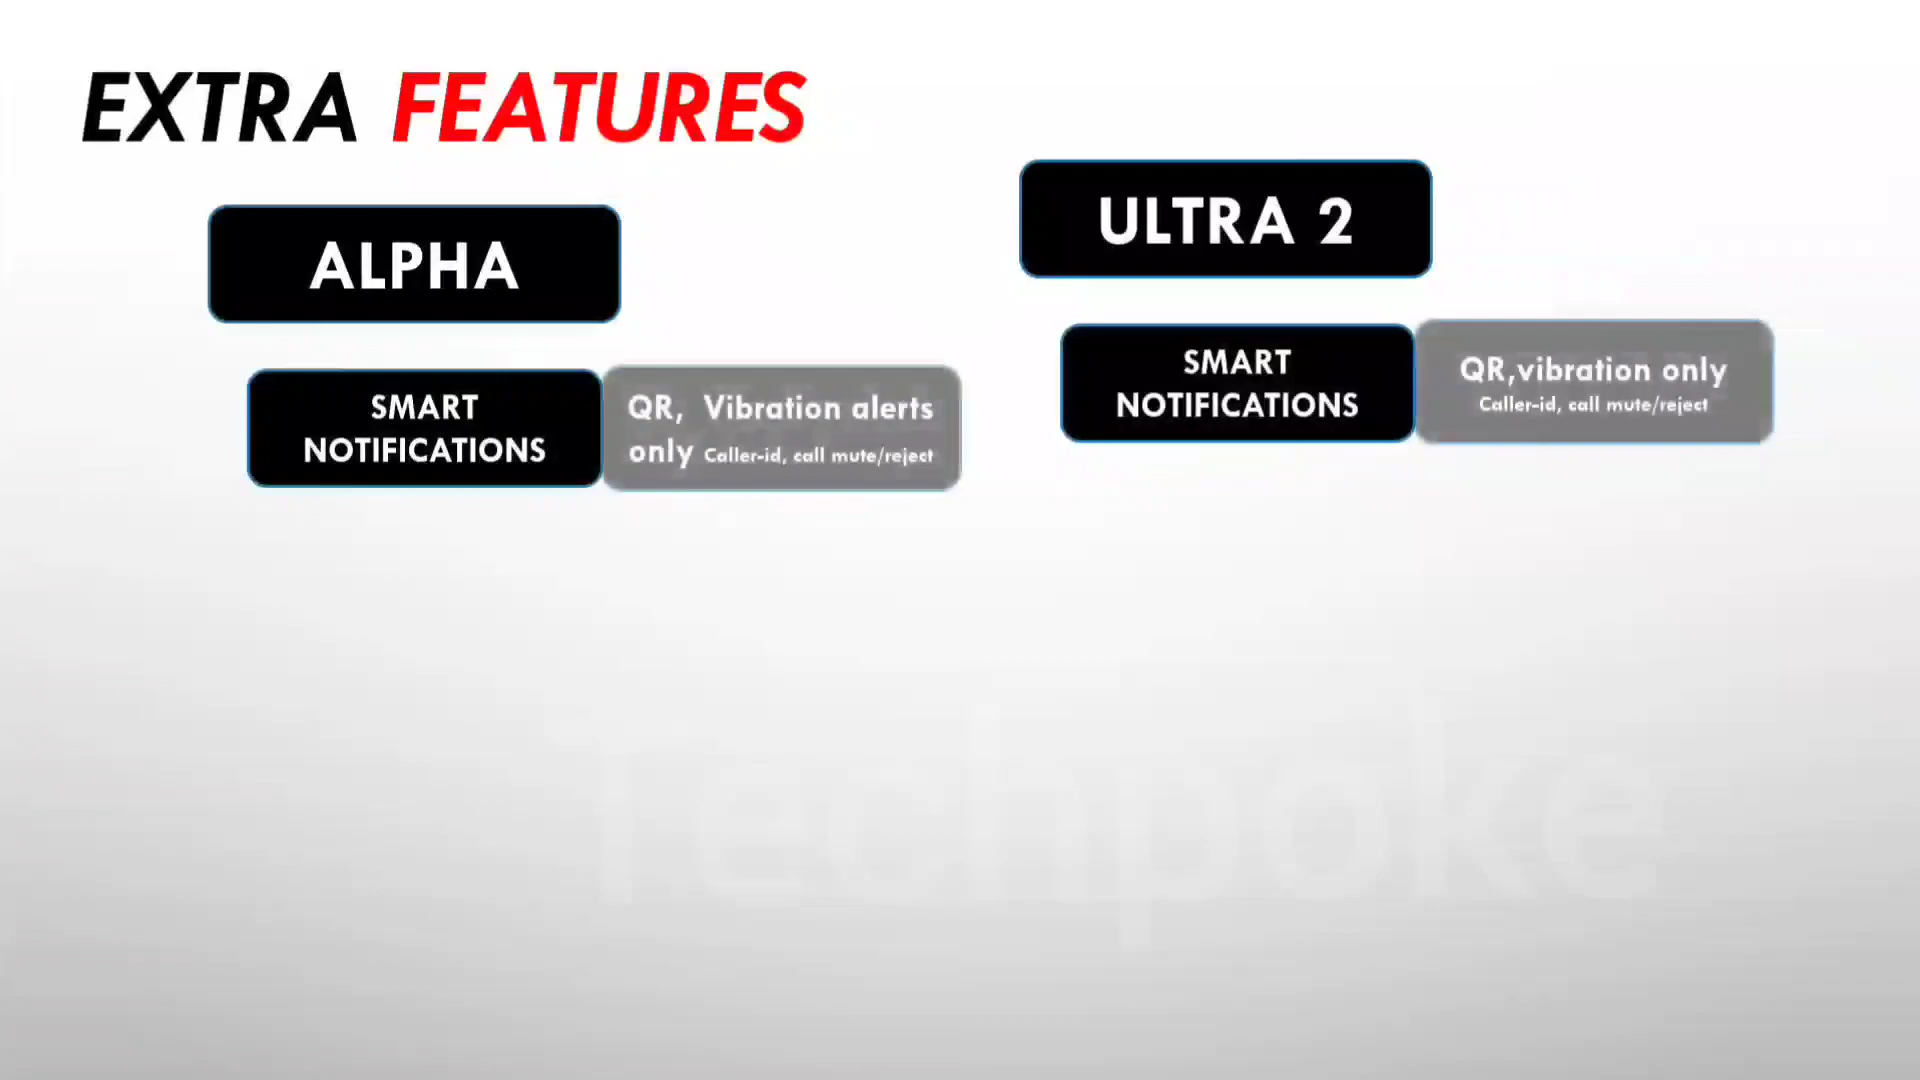 EXTRA FEATURES
ALPHA
SMART
NOTIFICATIONS
QR, Vibration alerts
only Caller-id, call mute/reject
ULTRA 2
SMART
NOTIFICATIONS
QR,vibration only
Caller-id, call mute/reject
Techpoke